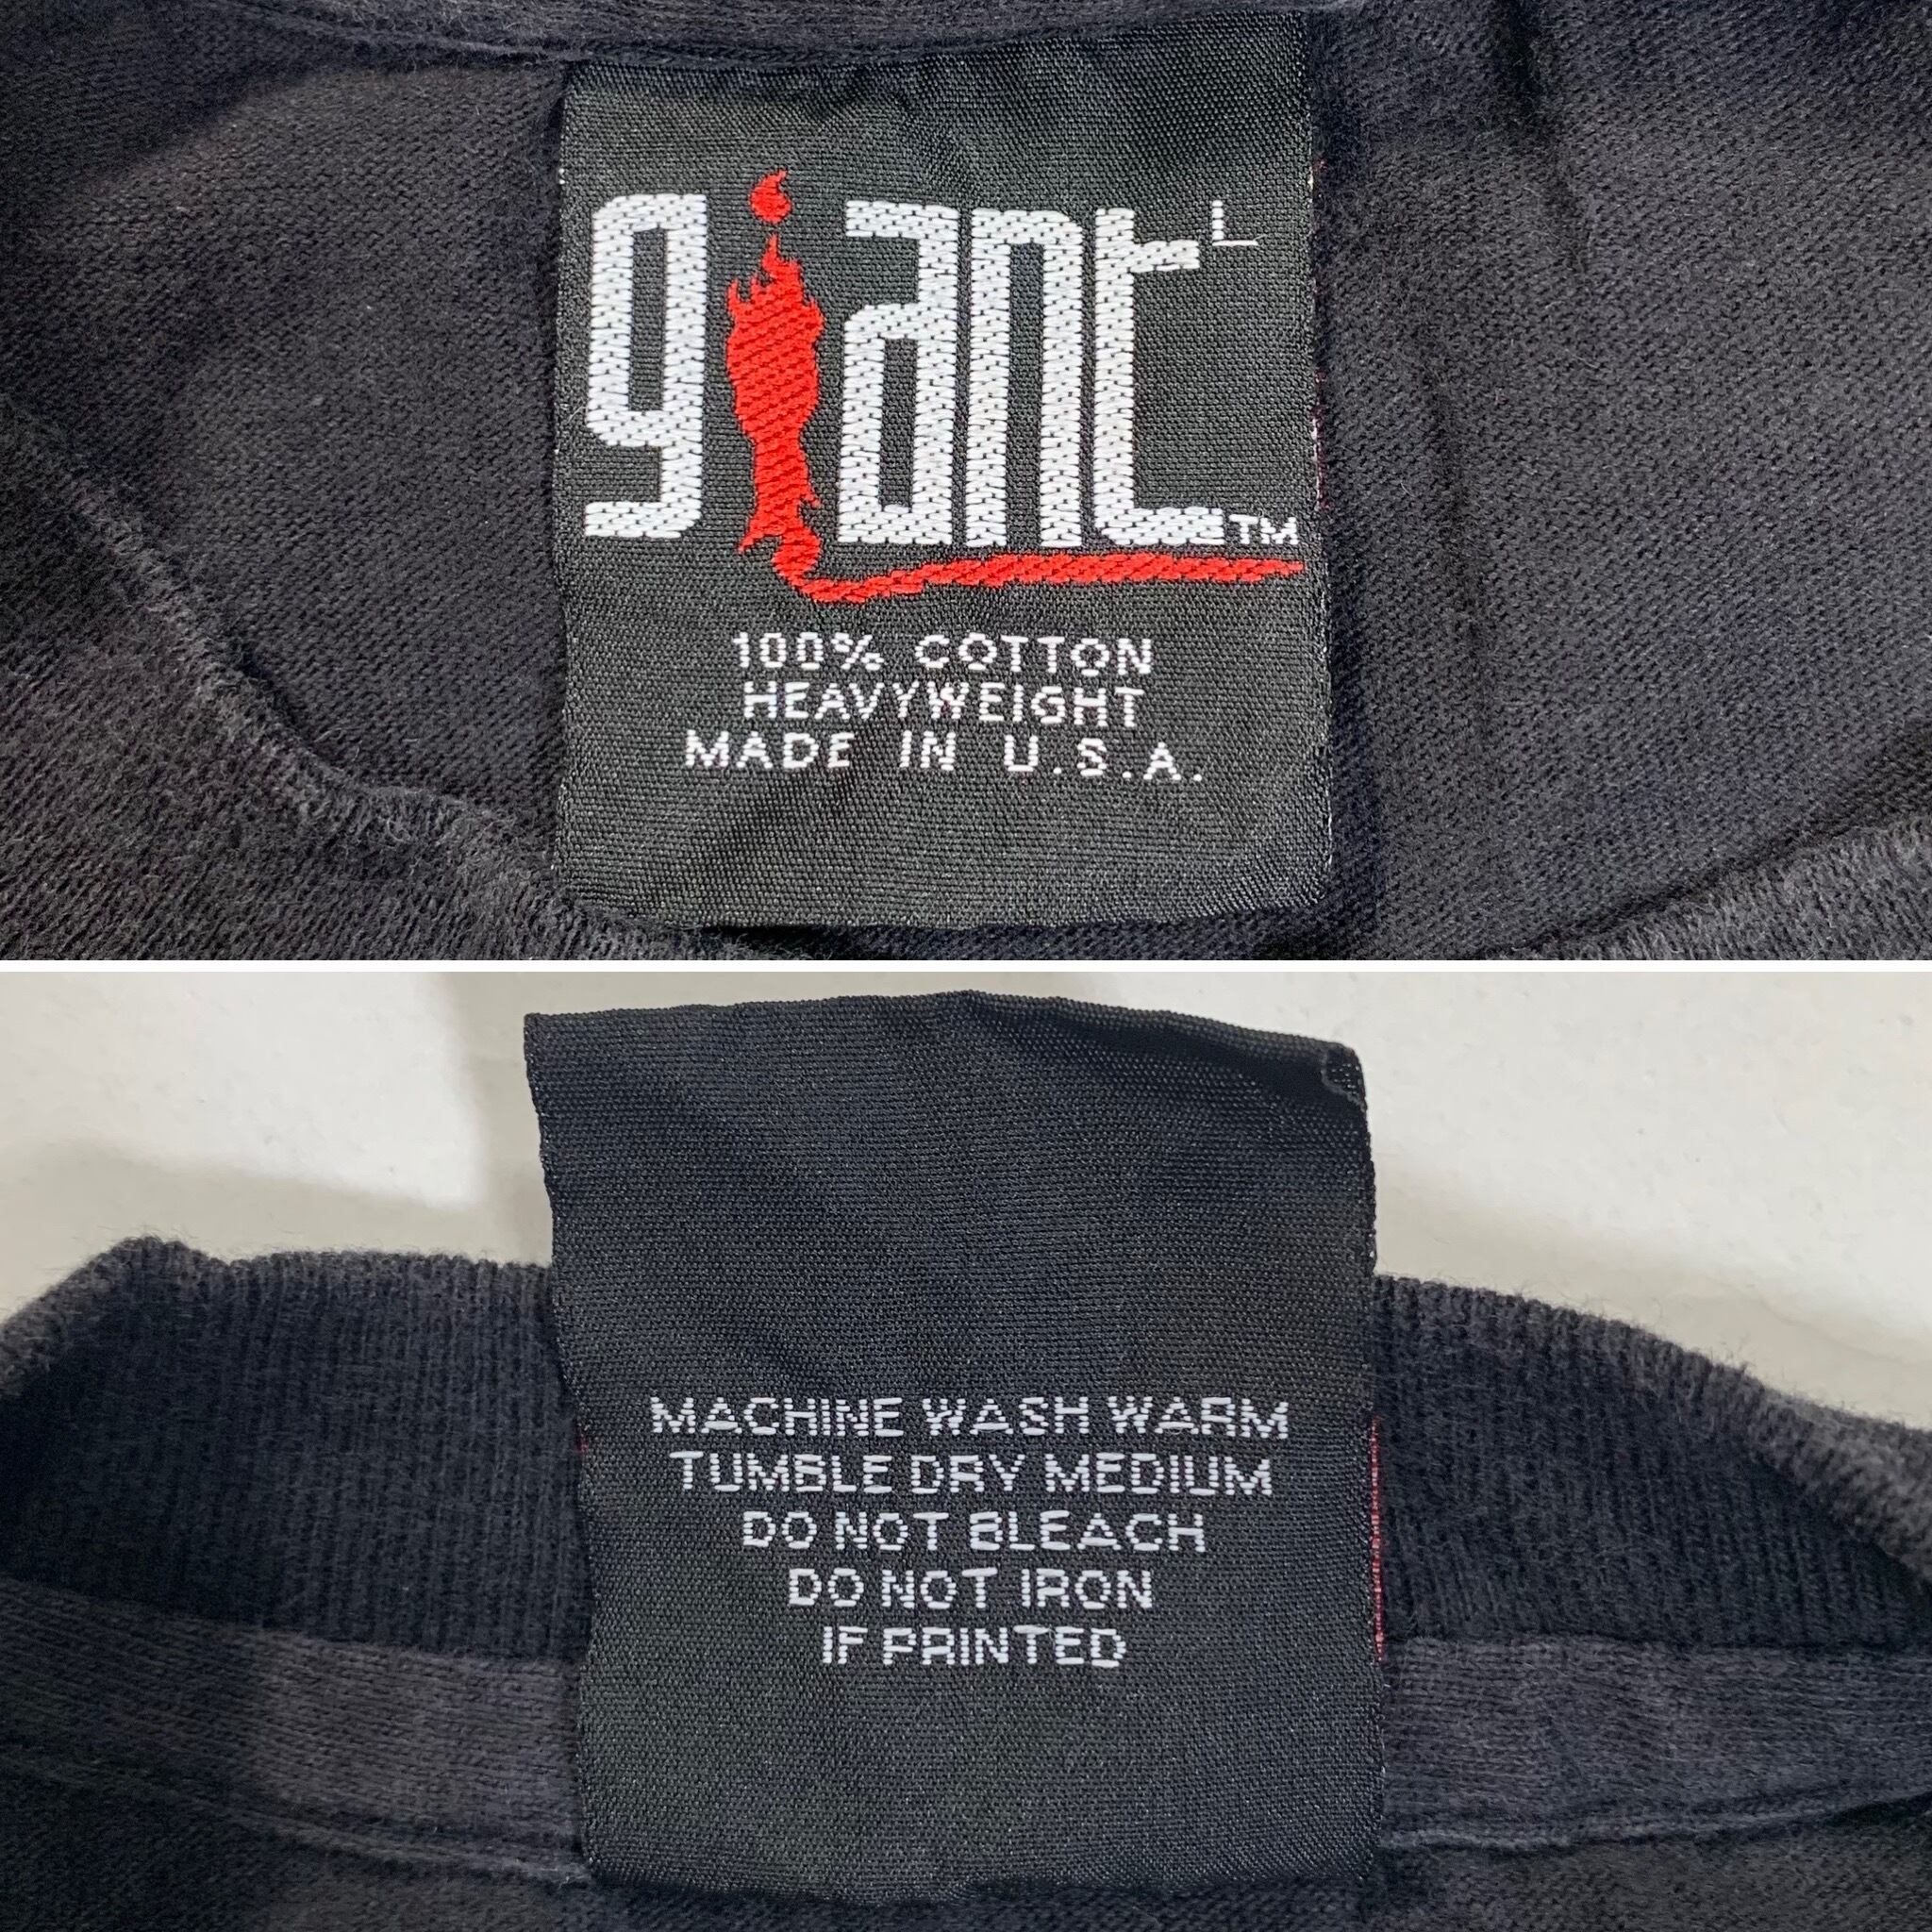 giant L
TM
100% COTTON
HEAVYWEIGHT
MADE IN U.S.A.
MACHINE WASH WARM
TUMBLE DRY MEDIUM
DO NOT BLEACH
DO NOT IRON
IF PRINTED